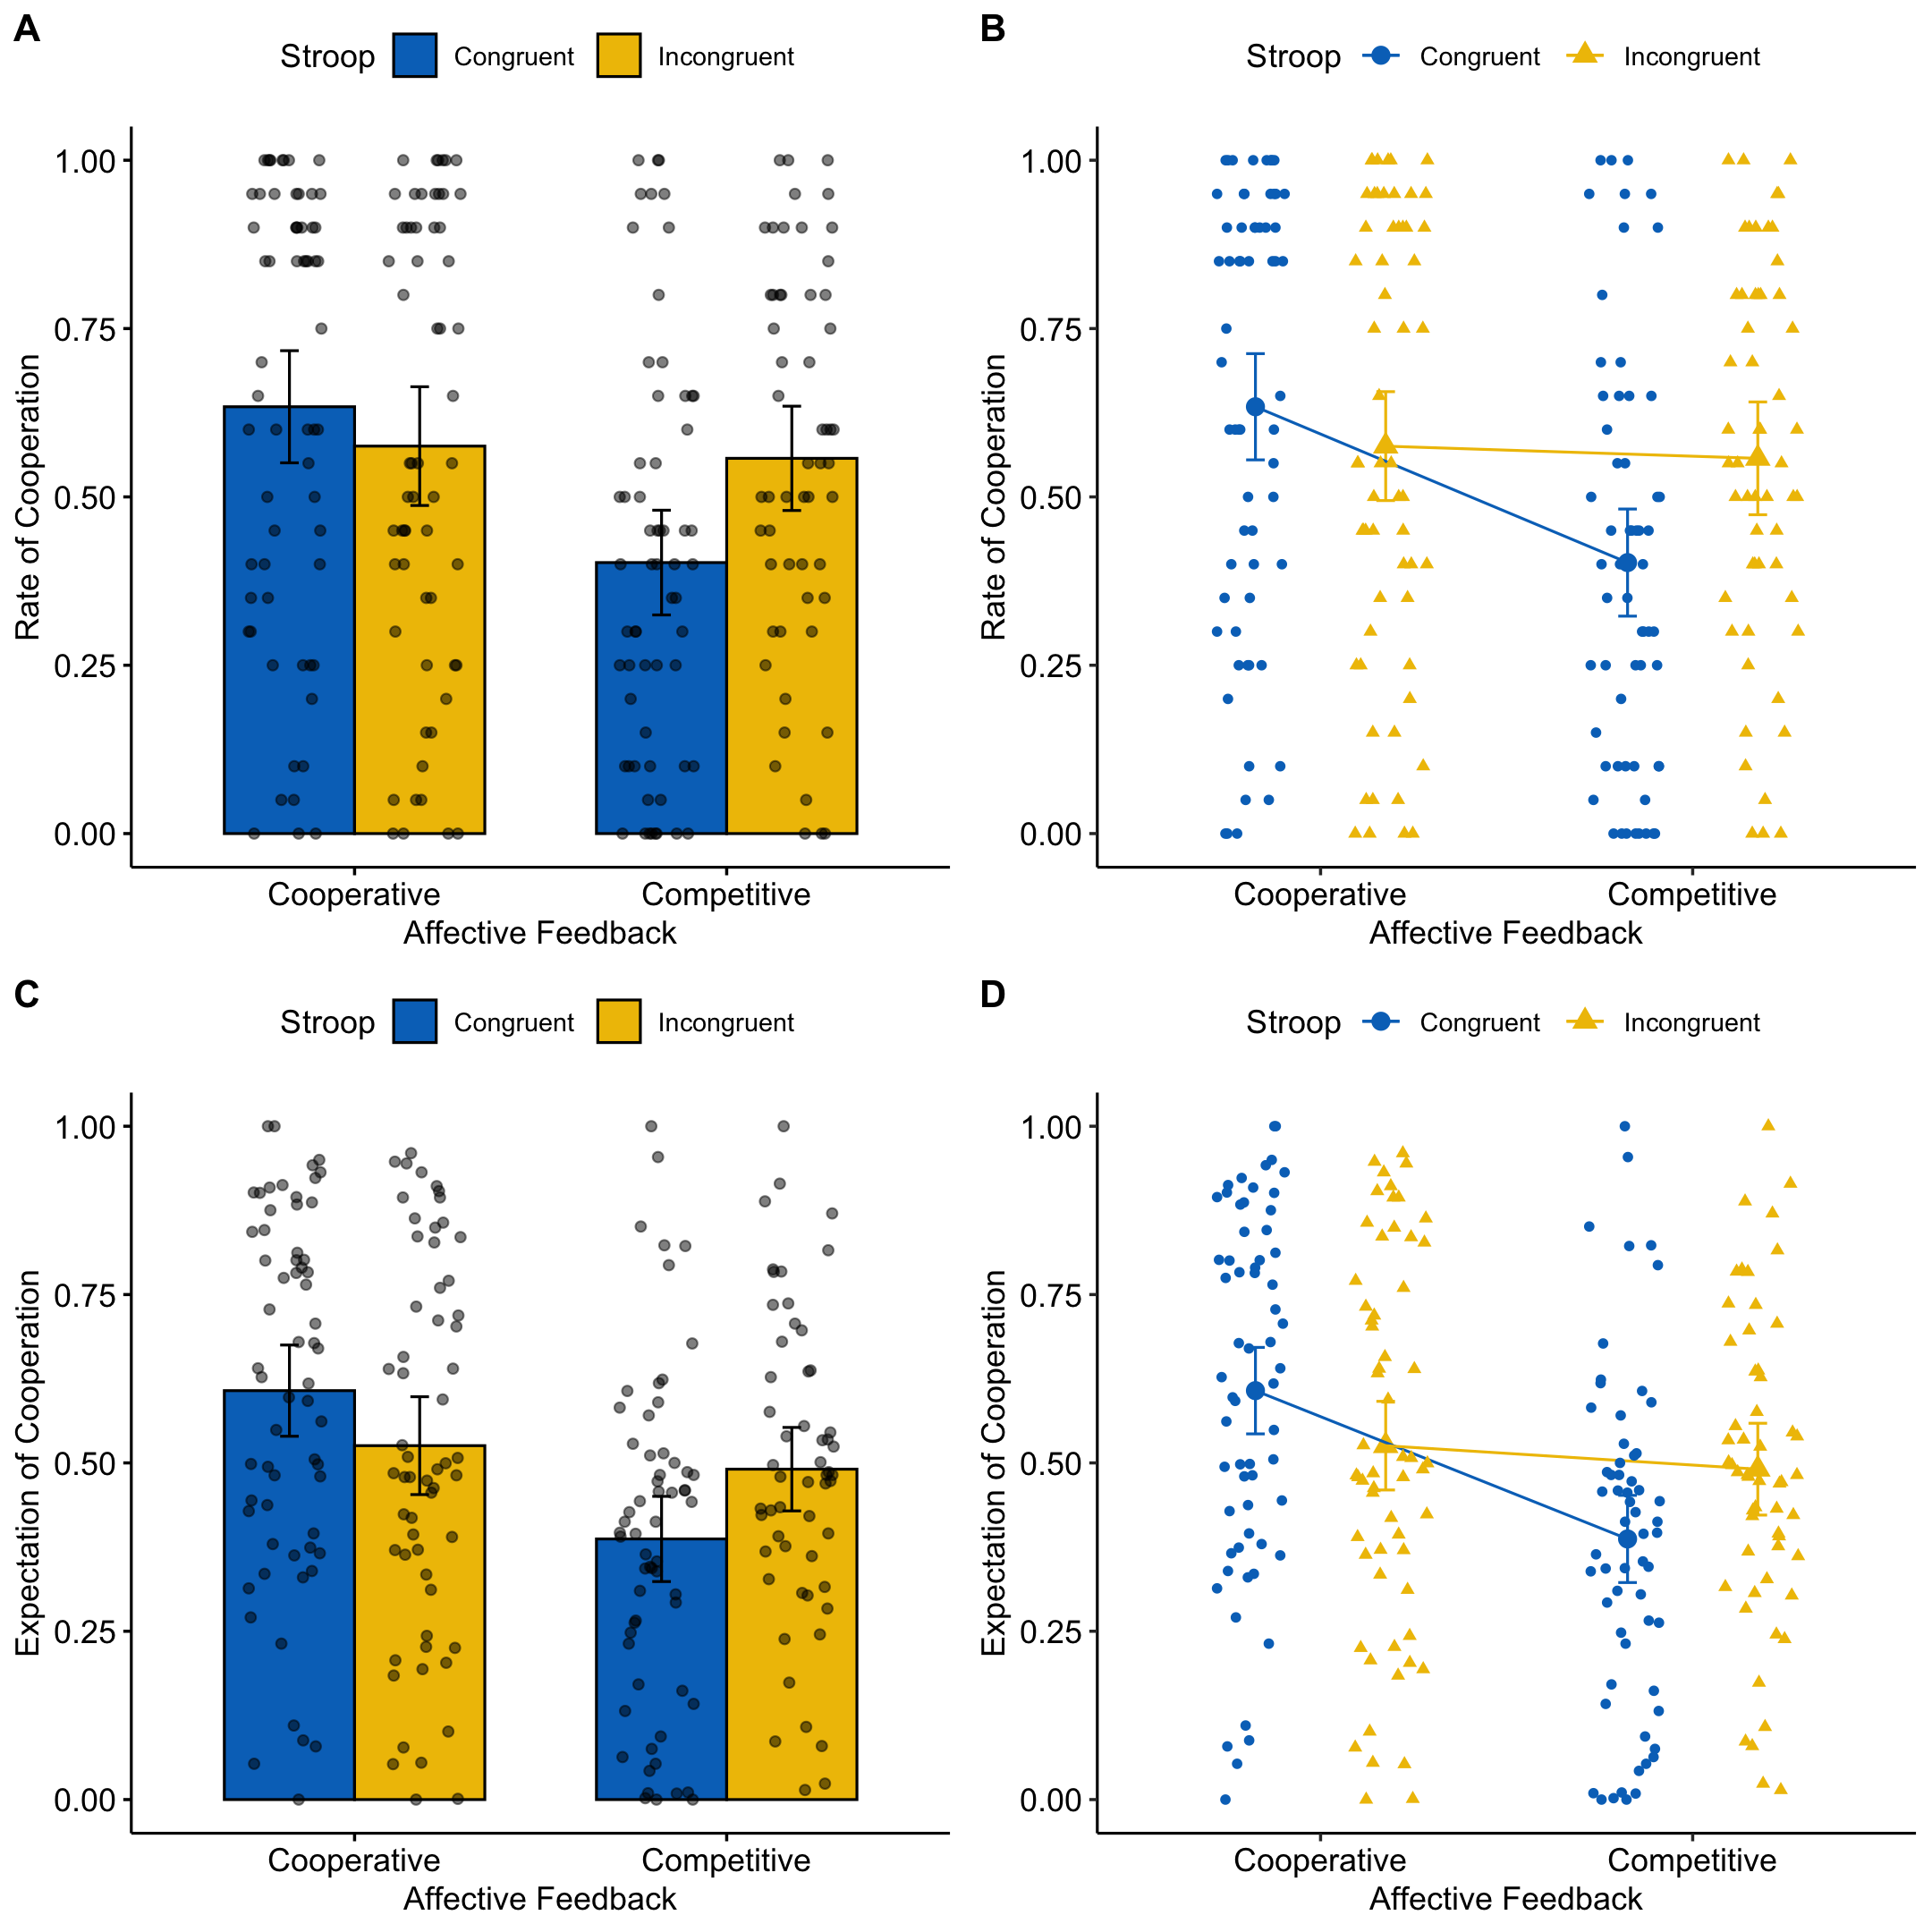 A
Stroop Congruent Incongruent
1.00
0.75
0.50
0.25
0.00
Rate of Cooperation
Cooperative Competitive
Affective Feedback
B
Stroop Congruent Incongruent
1.00
0.75
0.50
0.25
0.00
Rate of Cooperation
Cooperative Competitive
Affective Feedback
C
Stroop Congruent Incongruent
1.00
0.75
0.50
0.25
0.00
Expectation of Cooperation
Cooperative Competitive
Affective Feedback
D
Stroop Congruent Incongruent
1.00
0.75
0.50
0.25
0.00
Expectation of Cooperation
Cooperative Competitive
Affective Feedback